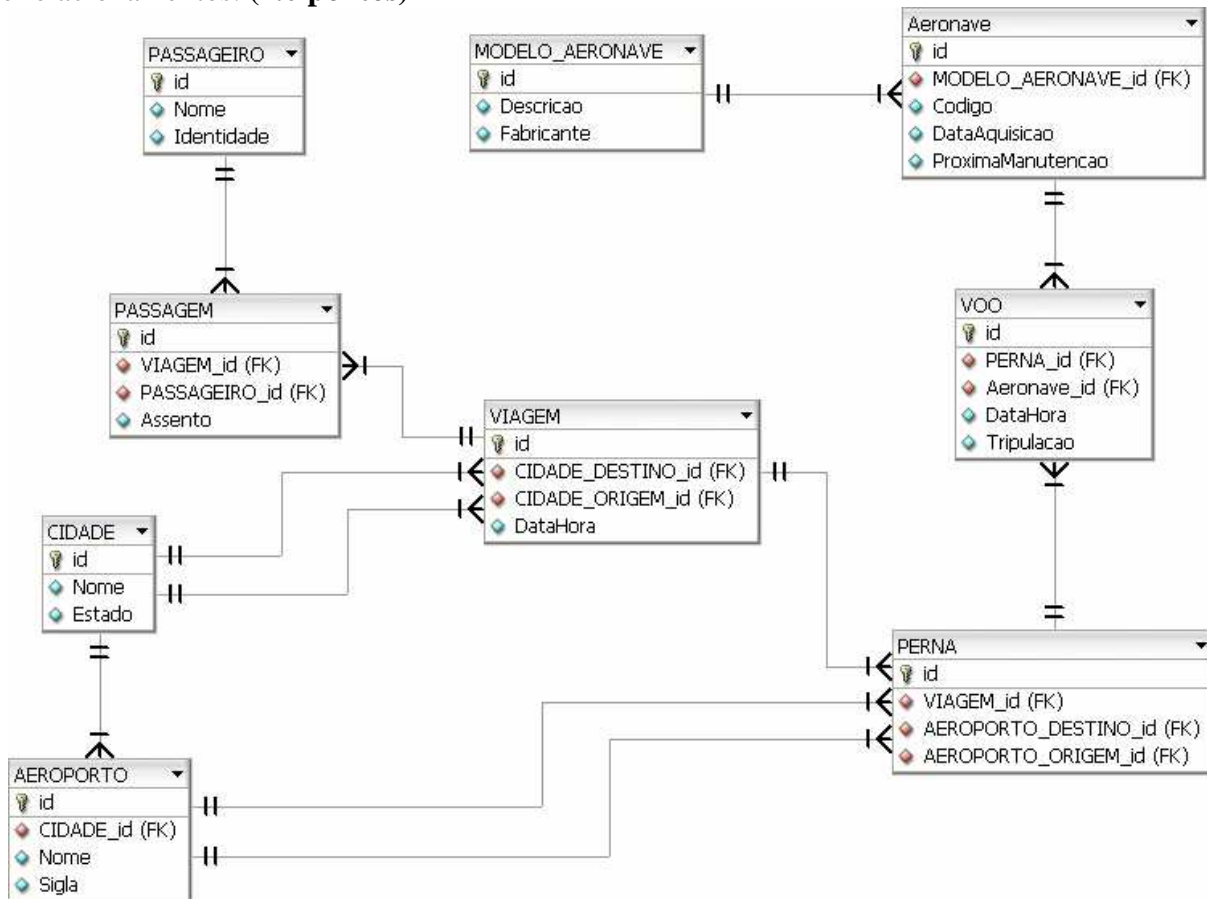 PASSAGEIRO
id
Nome
Identidade
MODELO_AERONAVE
id
Descricao
Fabricante
Aeronave
id
MODELO_AERONAVE_id (FK)
Codigo
DataAquisicao
ProximaManutencao
PASSAGEM
id
VIAGEM_id (FK)
PASSAGEIRO_id (FK)
Assento
VOO
id
PERNA_id (FK)
Aeronave_id (FK)
DataHora
Tripulacao
VIAGEM
id
CIDADE_DESTINO_id (FK)
CIDADE_ORIGEM_id (FK)
DataHora
CIDADE
id
Nome
Estado
PERNA
id
VIAGEM_id (FK)
AEROPORTO_DESTINO_id (FK)
AEROPORTO_ORIGEM_id (FK)
AEROPORTO
id
CIDADE_id (FK)
Nome
Sigla